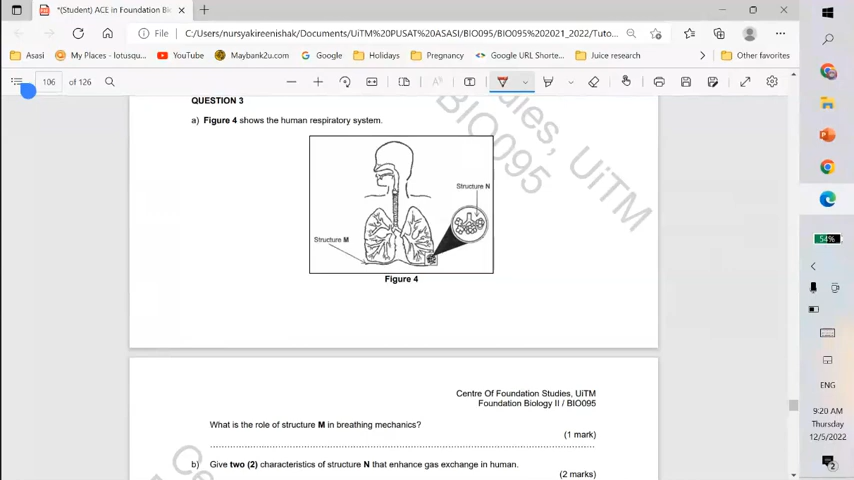 *(Student) ACE in Foundation Bi
File
C:/Users/nursyakireenishak/Documents/UiTM%20PUSAT%20ASASI/BIO095/BIO095%202021_2022/Tuto...
Asasi
My Places - lotusqu...
YouTube
Maybank2u.com
Google
Holidays
Pregnancy
Google URL Shorte...
Juice research
Other favorites
106
of 126
QUESTION 3
a) Figure 4 shows the human respiratory system.
Structure N
Structure M
Figure 4
Studies, UiTM
BIO095
Centre Of Foundation Studies, UiTM
Foundation Biology II / BIO095
What is the role of structure M in breathing mechanics?
(1 mark)
b) Give two (2) characteristics of structure N that enhance gas exchange in human.
(2 marks)
54%
ENG
9:20 AM
Thursday
12/5/2022
2